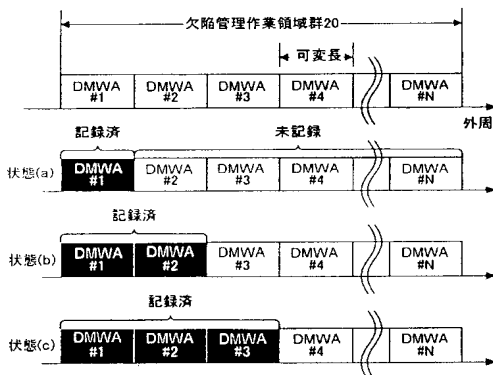 欠陥管理作業領域群20
可変長
DMWA #1 DMWA #2 DMWA #3 DMWA #4 DMWA #N
外周
記録済 未記録
状態(a) DMWA #1 DMWA #2 DMWA #3 DMWA #4 DMWA #N
記録済
状態(b) DMWA #1 DMWA #2 DMWA #3 DMWA #4 DMWA #N
記録済
状態(c) DMWA #1 DMWA #2 DMWA #3 DMWA #4 DMWA #N